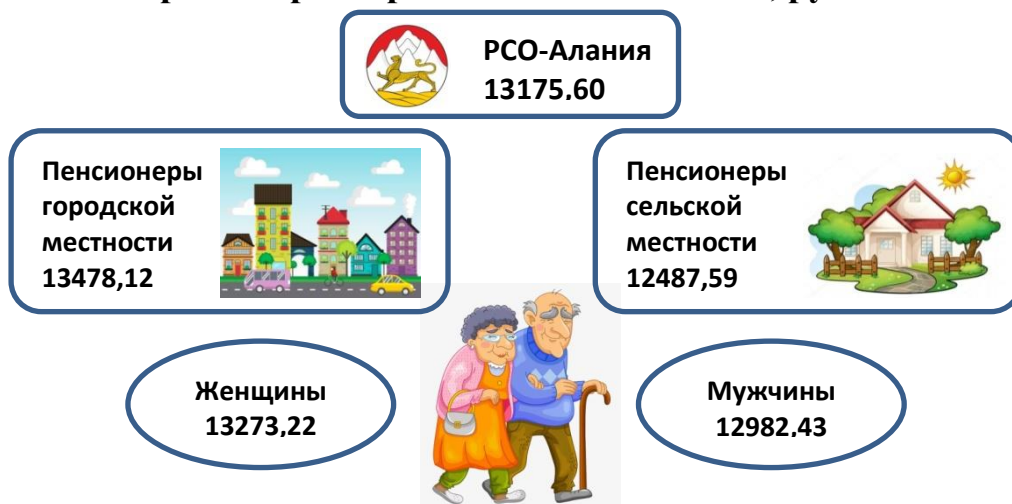 РСО-Алания
13175,60
Пенсионеры
городской
местности
13478,12
Пенсионеры
сельской
местности
12487,59
Женщины
13273,22
Мужчины
12982,43